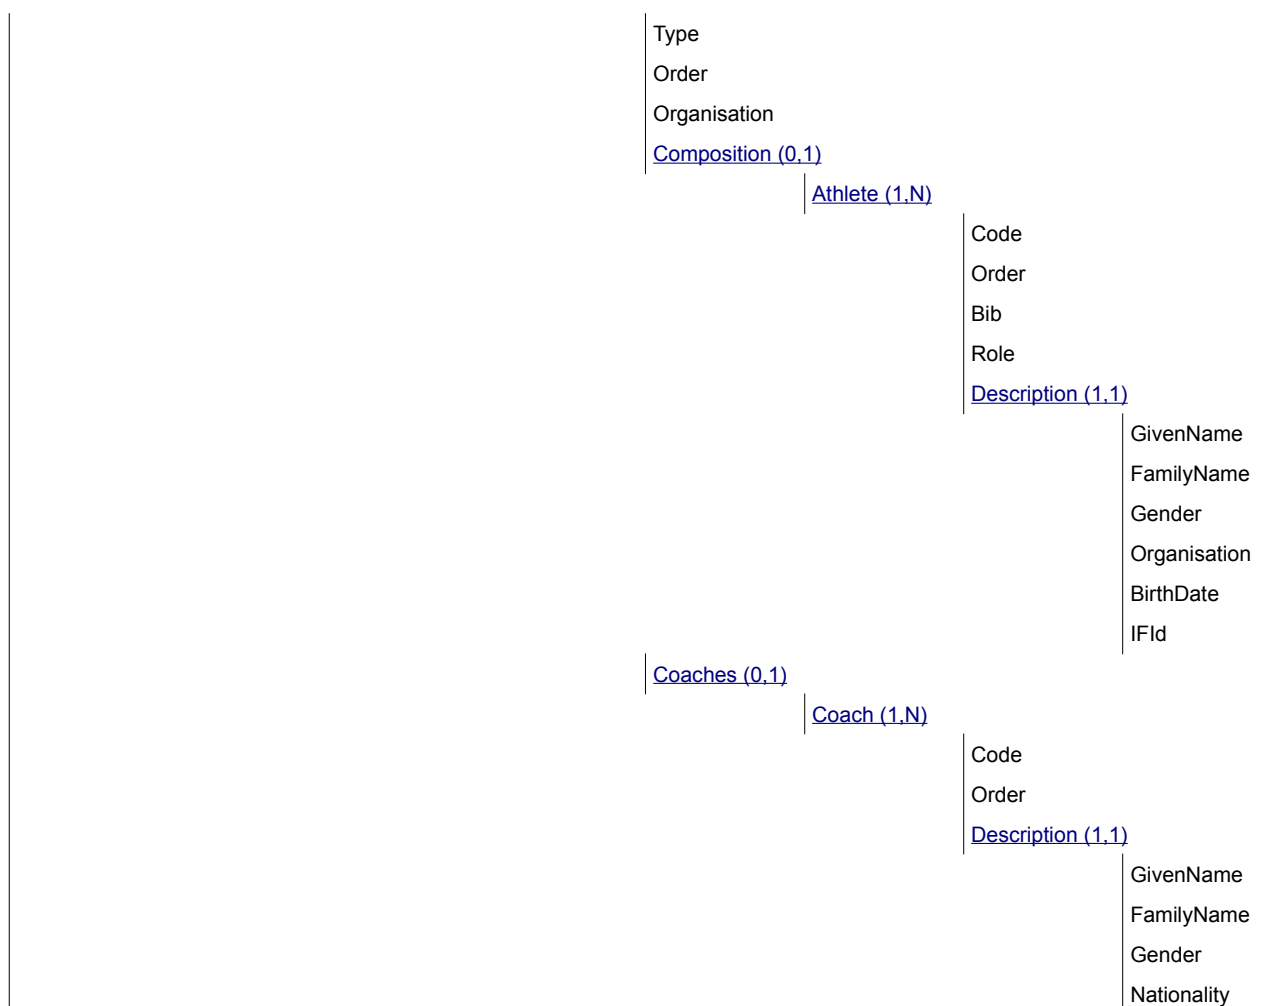 Type
Order
Organisation
Composition (0,1)
Athlete (1,N)
Code
Order
Bib
Role
Description (1,1)
GivenName
FamilyName
Gender
Organisation
BirthDate
IFId
Coaches (0,1)
Coach (1,N)
Code
Order
Description (1,1)
GivenName
FamilyName
Gender
Nationality